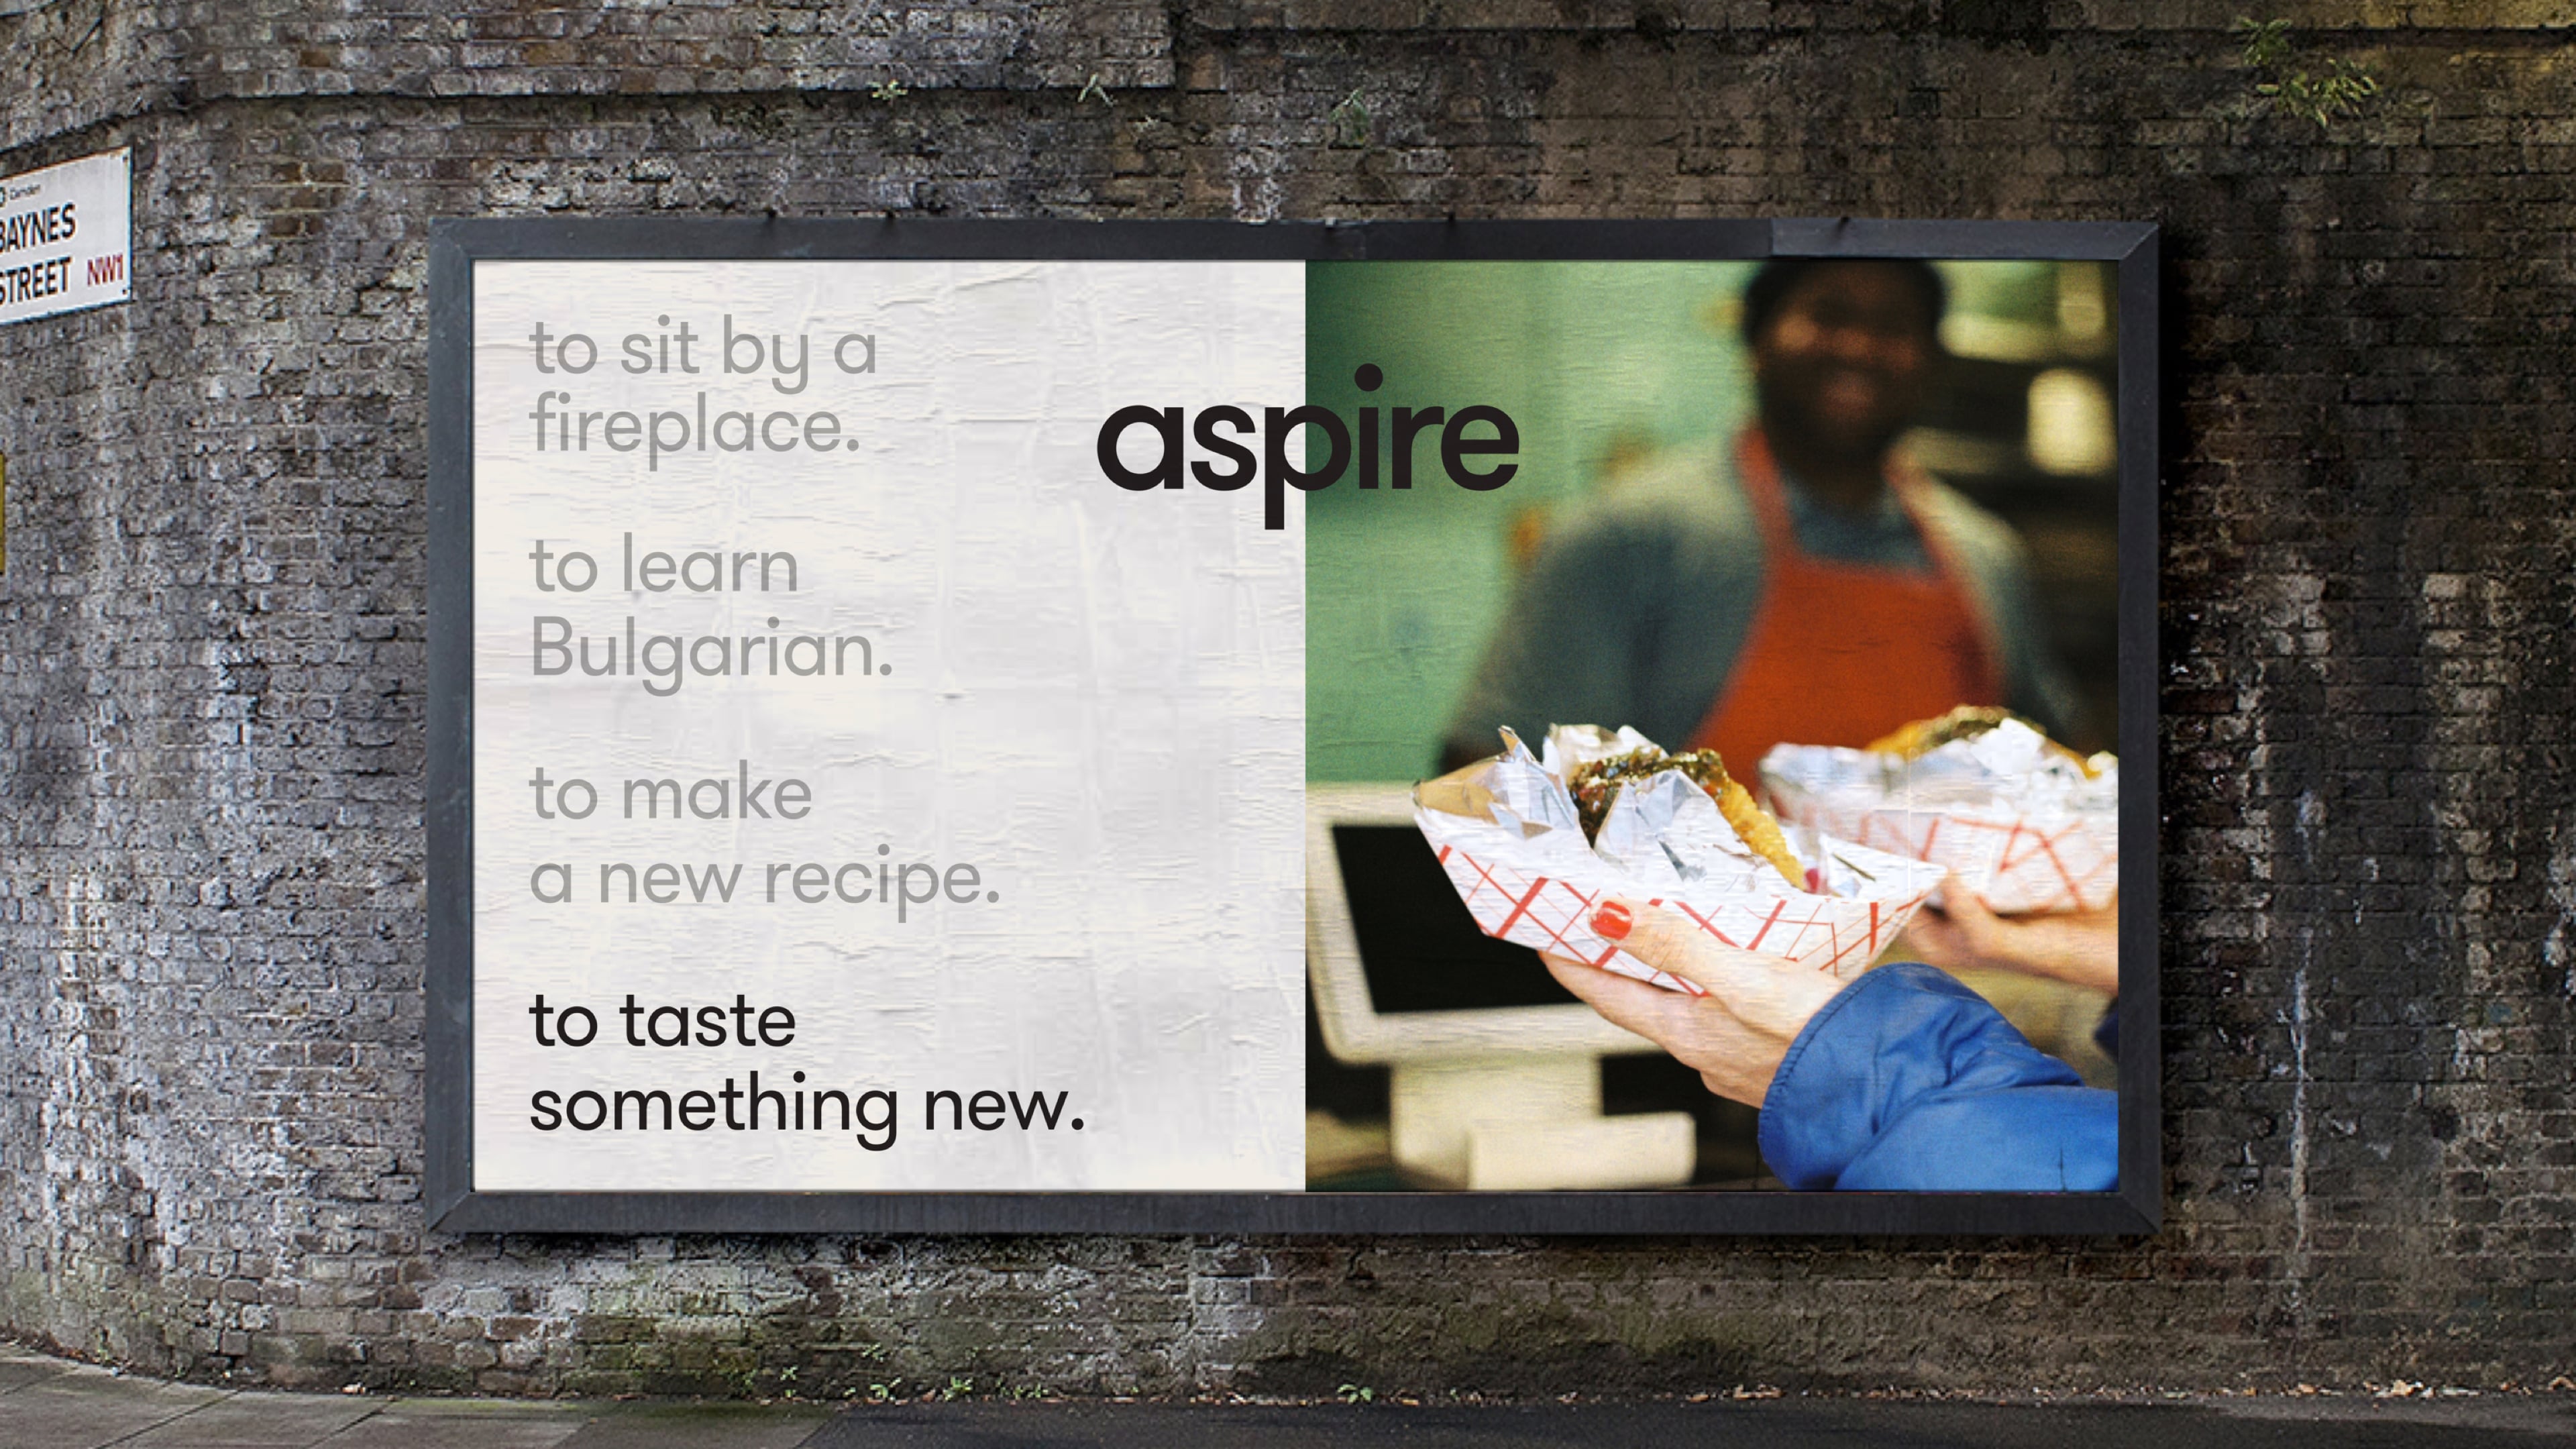 Camden
BAYNES
STREET NW1
to sit by a
fireplace.
to learn
Bulgarian.
to make
a new recipe.
to taste
something new.
aspire